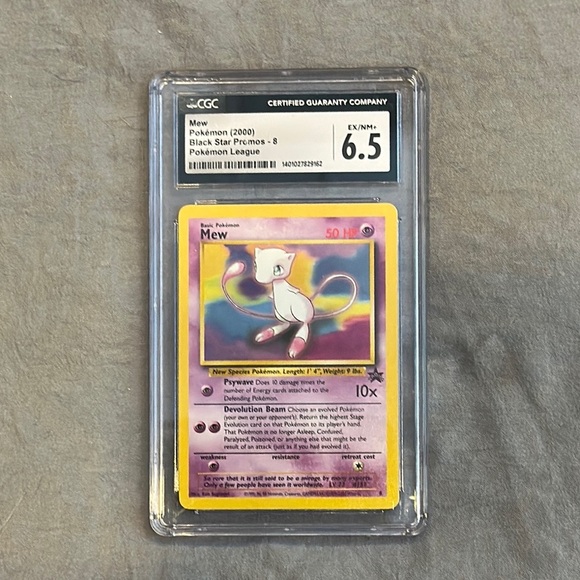 CGC
CERTIFIED GUARANTY COMPANY
Mew
Pokémon (2000)
Black Star Promos - 8
Pokémon League
EX/NM+
6.5
1401027829162
Basic Pokémon
Mew
50 HP
New Species Pokémon. Length: 1' 4", Weight: 9 lbs.
Psywave Does 10 damage times the
number of Energy cards attached to the
Defending Pokémon.
10x
Devolution Beam Choose an evolved Pokémon
(your own or your opponent's). Return the highest Stage
Evolution card on that Pokémon to its player's hand.
That Pokémon is no longer Asleep, Confused,
Paralyzed, Poisoned, or anything else that might be the
result of an attack (just as if you had evolved it).
weakness
resistance
retreat cost
So rare that it is still said to be a mirage by many experts.
Only a few people have seen it worldwide. LV. 23 #151
8